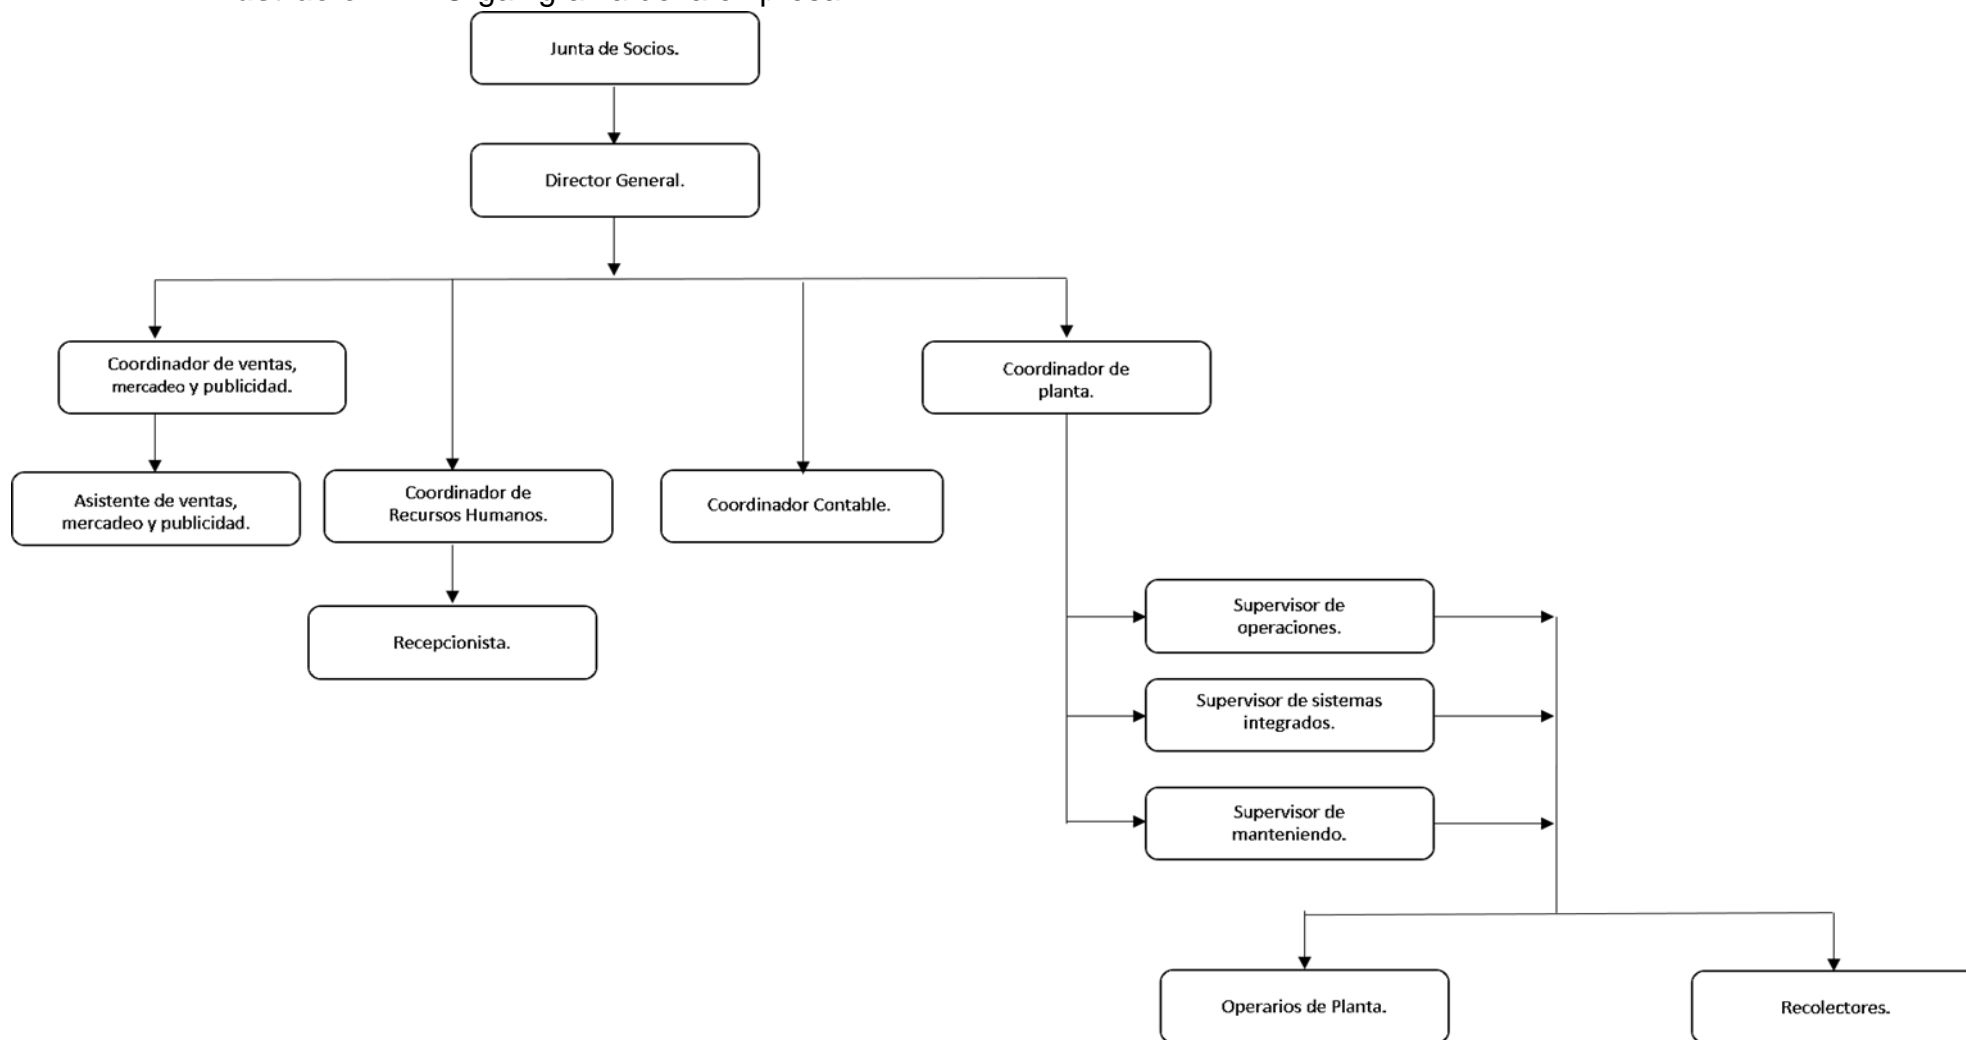 Junta de Socios.
Director General.
Coordinador de ventas,
mercadeo y publicidad.
Coordinador de
planta.
Asistente de ventas,
mercadeo y publicidad.
Coordinador de
Recursos Humanos.
Coordinador Contable.
Recepcionista.
Supervisor de
operaciones.
Supervisor de sistemas
integrados.
Supervisor de
manteniendo.
Operarios de Planta.
Recolectores.